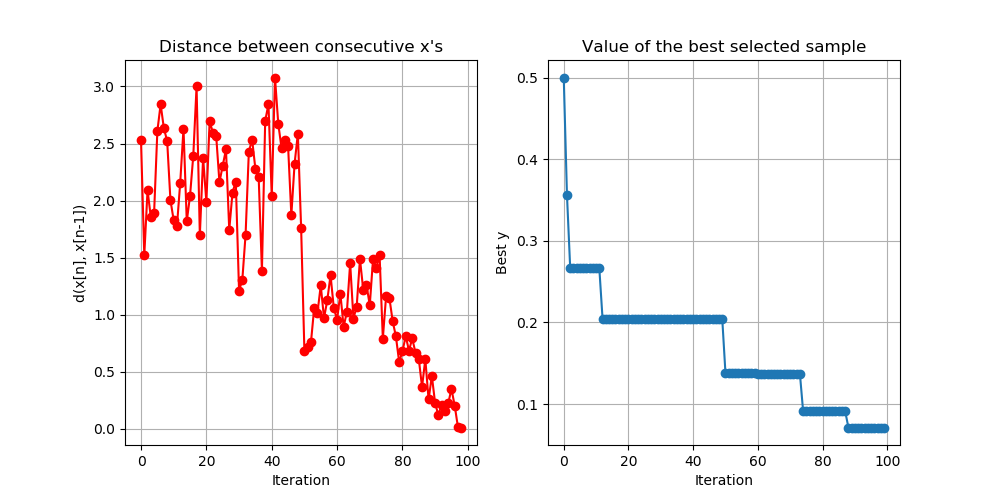 Distance between consecutive x's
d(x[n], x[n-1])
3.0
2.5
2.0
1.5
1.0
0.5
0.0
0 20 40 60 80 100
Iteration
Value of the best selected sample
Best y
0.5
0.4
0.3
0.2
0.1
0 20 40 60 80 100
Iteration